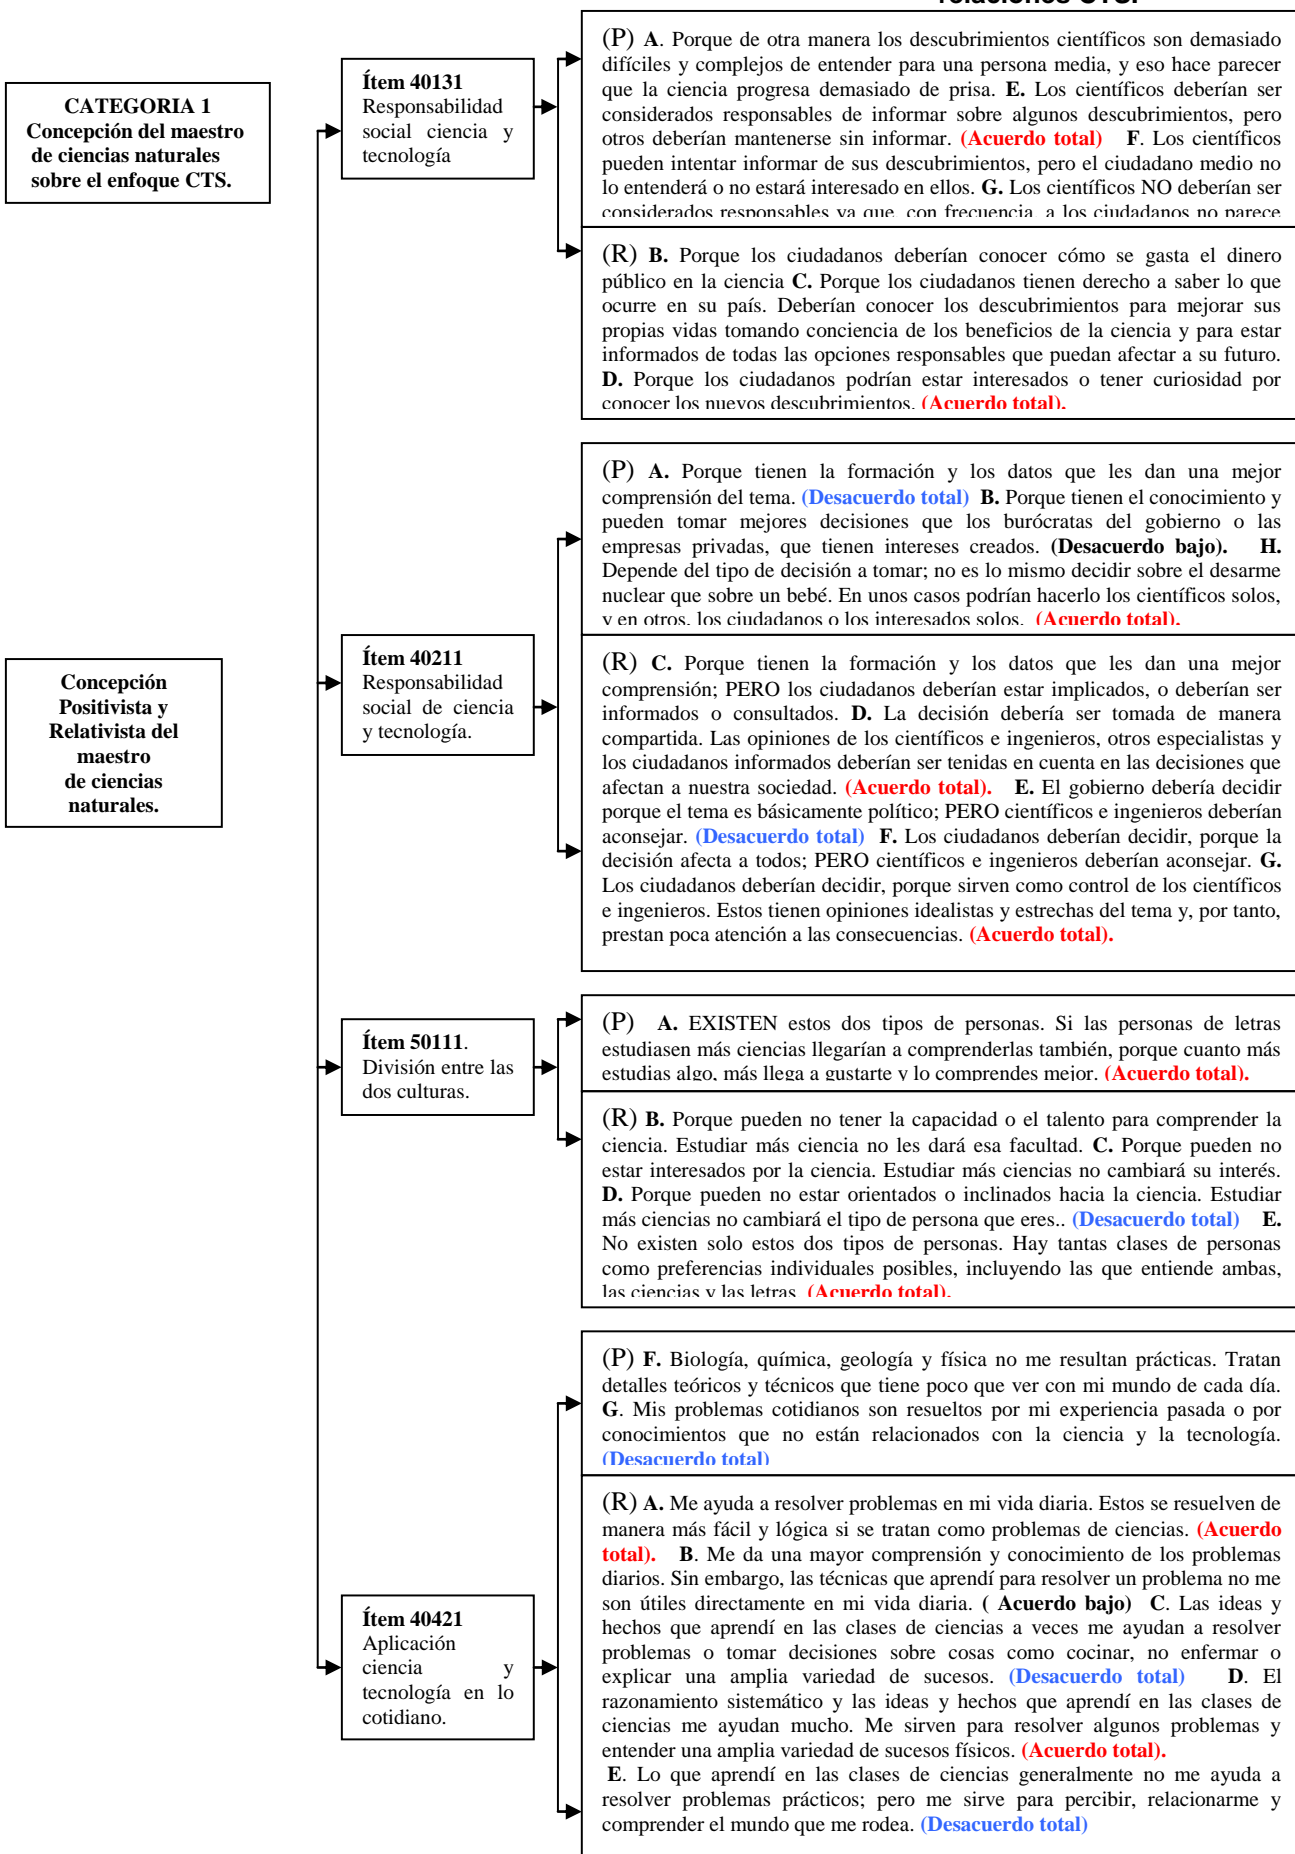 relaciones CTS.
CATEGORIA 1
Concepción del maestro
de ciencias naturales
sobre el enfoque CTS.
Concepción
Positivista y
Relativista del
maestro
de ciencias
naturales.
Ítem 40131
Responsabilidad
social ciencia y
tecnología
(P) A. Porque de otra manera los descubrimientos científicos son demasiado
difíciles y complejos de entender para una persona media, y eso hace parecer
que la ciencia progresa demasiado de prisa. E. Los científicos deberían ser
considerados responsables de informar sobre algunos descubrimientos, pero
otros deberían mantenerse sin informar. (Acuerdo total) F. Los científicos
pueden intentar informar de sus descubrimientos, pero el ciudadano medio no
lo entenderá o no estará interesado en ellos. G. Los científicos NO deberían ser
considerados responsables ya que, con frecuencia, a los ciudadanos no parece
(R) B. Porque los ciudadanos deberían conocer cómo se gasta el dinero
público en la ciencia C. Porque los ciudadanos tienen derecho a saber lo que
ocurre en su país. Deberían conocer los descubrimientos para mejorar sus
propias vidas tomando conciencia de los beneficios de la ciencia y para estar
informados de todas las opciones responsables que puedan afectar a su futuro.
D. Porque los ciudadanos podrían estar interesados o tener curiosidad por
conocer los nuevos descubrimientos. (Acuerdo total).
Ítem 40211
Responsabilidad
social de ciencia
y tecnología.
(P) A. Porque tienen la formación y los datos que les dan una mejor
comprensión del tema. (Desacuerdo total) B. Porque tienen el conocimiento y
pueden tomar mejores decisiones que los burócratas del gobierno o las
empresas privadas, que tienen intereses creados. (Desacuerdo bajo). H.
Depende del tipo de decisión a tomar; no es lo mismo decidir sobre el desarme
nuclear que sobre un bebé. En unos casos podrían hacerlo los científicos solos,
y en otros, los ciudadanos o los interesados solos. (Acuerdo total).
(R) C. Porque tienen la formación y los datos que les dan una mejor
comprensión; PERO los ciudadanos deberían estar implicados, o deberían ser
informados o consultados. D. La decisión debería ser tomada de manera
compartida. Las opiniones de los científicos e ingenieros, otros especialistas y
los ciudadanos informados deberían ser tenidas en cuenta en las decisiones que
afectan a nuestra sociedad. (Acuerdo total). E. El gobierno debería decidir
porque el tema es básicamente político; PERO científicos e ingenieros deberían
aconsejar. (Desacuerdo total) F. Los ciudadanos deberían decidir, porque la
decisión afecta a todos; PERO científicos e ingenieros deberían aconsejar. G.
Los ciudadanos deberían decidir, porque sirven como control de los científicos
e ingenieros. Estos tienen opiniones idealistas y estrechas del tema y, por tanto,
prestan poca atención a las consecuencias. (Acuerdo total).
Ítem 50111.
División entre las
dos culturas.
(P) A. EXISTEN estos dos tipos de personas. Si las personas de letras
estudiasen más ciencias llegarían a comprenderlas también, porque cuanto más
estudias algo, más llega a gustarte y lo comprendes mejor. (Acuerdo total).
(R) B. Porque pueden no tener la capacidad o el talento para comprender la
ciencia. Estudiar más ciencia no les dará esa facultad. C. Porque pueden no
estar interesados por la ciencia. Estudiar más ciencias no cambiará su interés.
D. Porque pueden no estar orientados o inclinados hacia la ciencia. Estudiar
más ciencias no cambiará el tipo de persona que eres.. (Desacuerdo total) E.
No existen solo estos dos tipos de personas. Hay tantas clases de personas
como preferencias individuales posibles, incluyendo las que entiende ambas,
las ciencias y las letras. (Acuerdo total).
Ítem 40421
Aplicación
ciencia y
tecnología en lo
cotidiano.
(P) F. Biología, química, geología y física no me resultan prácticas. Tratan
detalles teóricos y técnicos que tiene poco que ver con mi mundo de cada día.
G. Mis problemas cotidianos son resueltos por mi experiencia pasada o por
conocimientos que no están relacionados con la ciencia y la tecnología.
(Desacuerdo total)
(R) A. Me ayuda a resolver problemas en mi vida diaria. Estos se resuelven de
manera más fácil y lógica si se tratan como problemas de ciencias. (Acuerdo
total). B. Me da una mayor comprensión y conocimiento de los problemas
diarios. Sin embargo, las técnicas que aprendí para resolver un problema no me
son útiles directamente en mi vida diaria. ( Acuerdo bajo) C. Las ideas y
hechos que aprendí en las clases de ciencias a veces me ayudan a resolver
problemas o tomar decisiones sobre cosas como cocinar, no enfermar o
explicar una amplia variedad de sucesos. (Desacuerdo total) D. El
razonamiento sistemático y las ideas y hechos que aprendí en las clases de
ciencias me ayudan mucho. Me sirven para resolver algunos problemas y
entender una amplia variedad de sucesos físicos. (Acuerdo total).
E. Lo que aprendí en las clases de ciencias generalmente no me ayuda a
resolver problemas prácticos; pero me sirve para percibir, relacionarme y
comprender el mundo que me rodea. (Desacuerdo total)